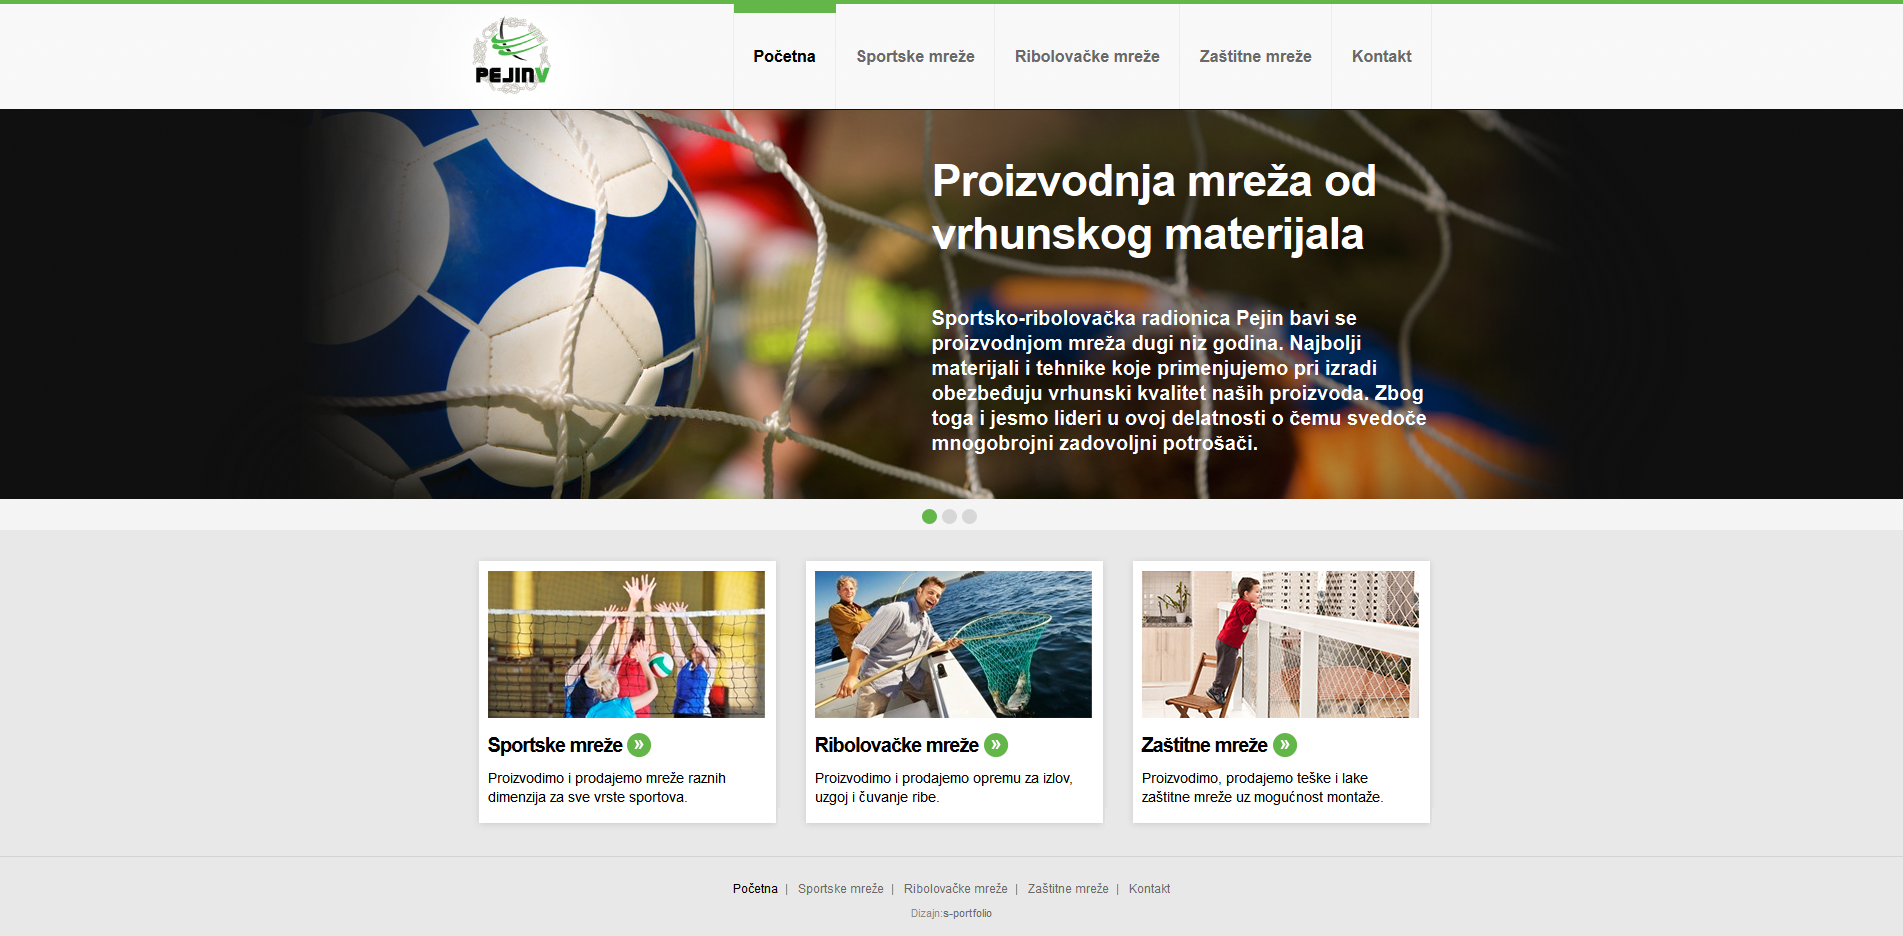 PEJINV
Početna
Sportske mreže
Ribolovačke mreže
Zaštitne mreže
Kontakt
Proizvodnja mreža od
vrhunskog materijala
Sportsko-ribolovačka radionica Pejin bavi se
proizvodnjom mreža dugi niz godina. Najbolji
materijali i tehnike koje primenjujemo pri izradi
obezbeđuju vrhunski kvalitet naših proizvoda. Zbog
toga i jesmo lideri u ovoj delatnosti o čemu svedoče
mnogobrojni zadovoljni potrošači.
Sportske mreže »
Proizvodimo i prodajemo mreže raznih
dimenzija za sve vrste sportova.
Ribolovačke mreže »
Proizvodimo i prodajemo opremu za izlov,
uzgoj i čuvanje ribe.
Zaštitne mreže »
Proizvodimo, prodajemo teške i lake
zaštitne mreže uz mogućnost montaže.
Početna | Sportske mreže | Ribolovačke mreže | Zaštitne mreže | Kontakt
Dizajn:s-portfolio